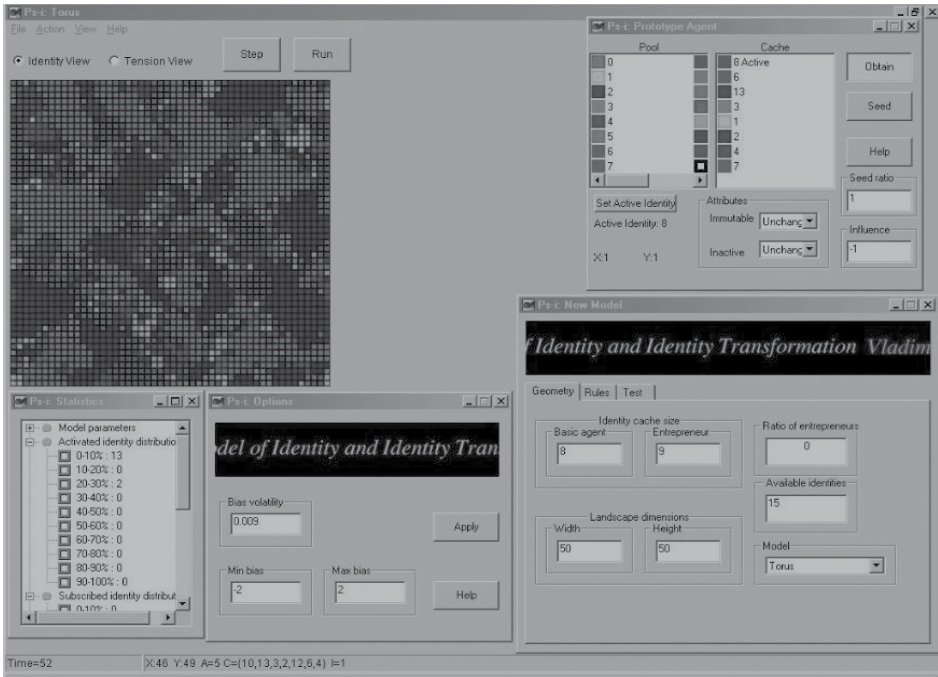 Ps-i: Torus
File Action View Help
Identity View Tension View Step Run
Ps-i: Prototype Agent
Pool Cache
0
1
2
3
4
5
6
7
8 Active
6
13
3
1
2
4
7
Obtain
Seed
Help
Seed ratio
1
Influence
-1
Set Active Identity
Active Identity: 8
X:1 Y:1
Attributes
Immutable Unchang
Inactive Unchang
Ps-i: New Model
f Identity and Identity Transformation Vladim
Geometry Rules Test
Identity cache size
Basic agent Entrepreneur
8 9
Ratio of entrepreneurs
0
Available identities
15
Landscape dimensions
Width Height
50 50
Model
Torus
Ps-i: Statistics
Model parameters
Activated identity distributio
0-10% : 13
10-20% : 0
20-30% : 2
30-40% : 0
40-50% : 0
50-60% : 0
60-70% : 0
70-80% : 0
80-90% : 0
90-100% : 0
Subscribed identity distribut
0-10% : 0
Ps-i: Options
odel of Identity and Identity Tran
Bias volatility
0.009
Apply
Min bias Max bias
-2 2
Help
Time=52 X:46 Y:49 A=5 C=(10,13,3,2,12,6,4) I=1